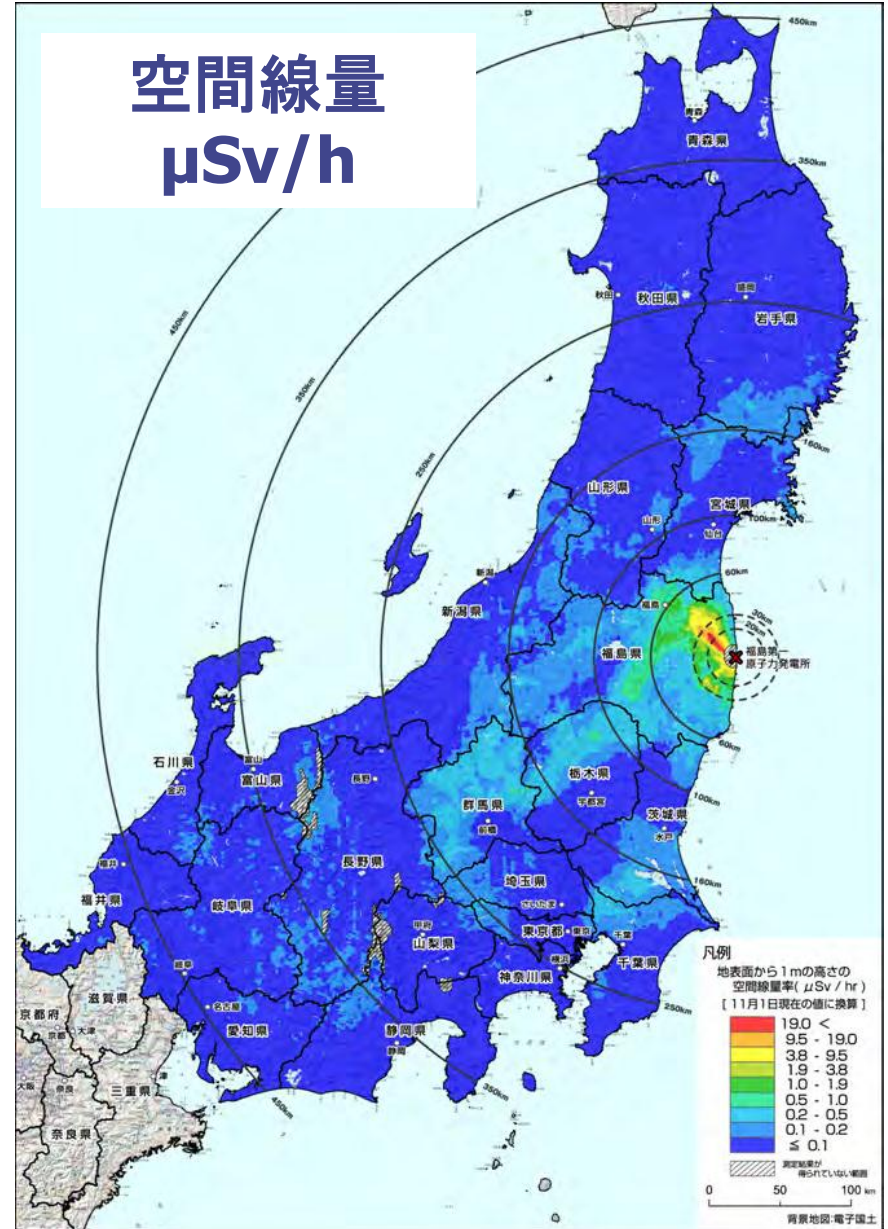 空間線量
μSv/h
450km
青森
青森県
350km
秋田
秋田県
盛岡
岩手県
450km
350km
160km
250km
山形県
宮城県
山形
仙台
100km
60km
新潟
福島
30km
20km
新潟県
福島県
福島第一
原子力発電所
60km
石川県
富山
富山県
金沢
長野
栃木県
宇都宮
100km
群馬県
前橋
茨城県
水戸
長野県
福井
福井県
岐阜県
埼玉県
さいたま
160km
甲府
山梨県
東京都
東京
千葉
千葉県
横浜
神奈川県
岐阜
滋賀県
名古屋
愛知県
静岡県
静岡
250km
京都府
京都
大津
350km
450km
大阪
奈良
三重県
津
奈良県
凡例
地表面から1mの高さの
空間線量率(μSv / hr)
[ 11月1日現在の値に換算 ]
19.0 <
9.5 - 19.0
3.8 - 9.5
1.9 - 3.8
1.0 - 1.9
0.5 - 1.0
0.2 - 0.5
0.1 - 0.2
≦ 0.1
測定結果が
得られていない範囲
0 50 100 km
背景地図:電子国土